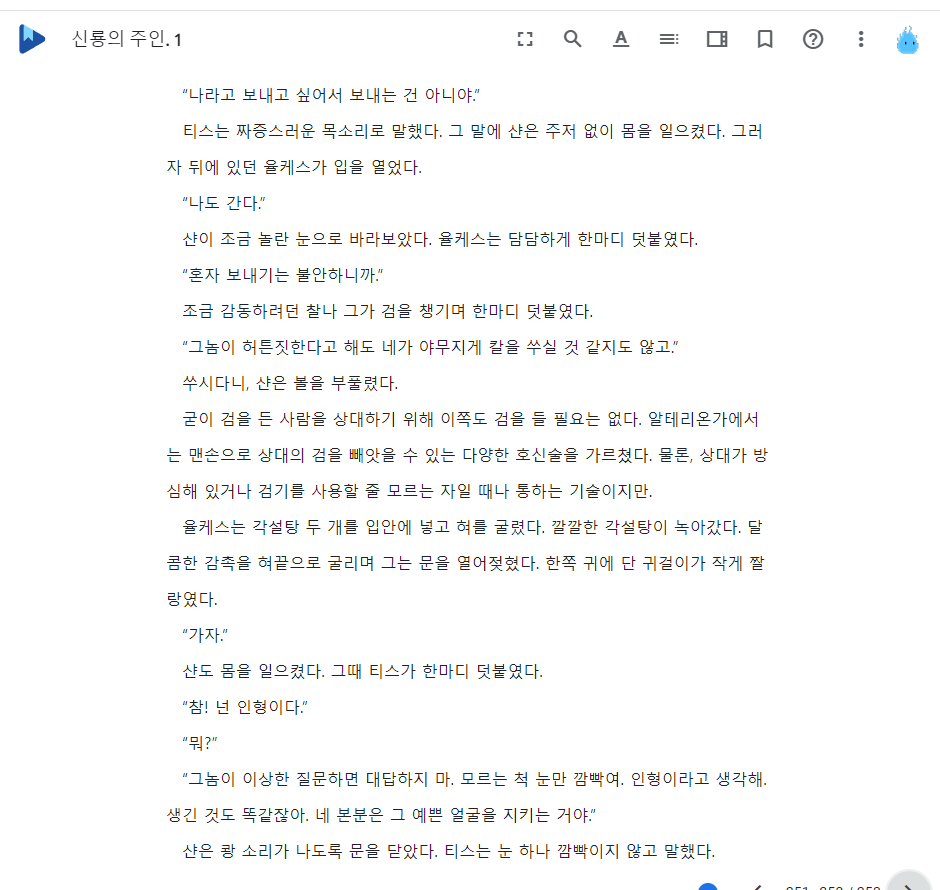 신룡의 주인. 1
“나라고 보내고 싶어서 보내는 건 아니야.”
티스는 짜증스러운 목소리로 말했다. 그 말에 샨은 주저 없이 몸을 일으켰다. 그러
자 뒤에 있던 율케스가 입을 열었다.
“나도 간다.”
샨이 조금 놀란 눈으로 바라보았다. 율케스는 담담하게 한마디 덧붙였다.
“혼자 보내기는 불안하니까.”
조금 감동하려던 찰나 그가 검을 챙기며 한마디 덧붙였다.
“그놈이 허튼짓한다고 해도 네가 야무지게 칼을 쑤실 것 같지도 않고.”
쑤시다니, 샨은 볼을 부풀렸다.
굳이 검을 든 사람을 상대하기 위해 이쪽도 검을 들 필요는 없다. 알테리온가에서
는 맨손으로 상대의 검을 빼앗을 수 있는 다양한 호신술을 가르쳤다. 물론, 상대가 방
심해 있거나 검기를 사용할 줄 모르는 자일 때나 통하는 기술이지만.
율케스는 각설탕 두 개를 입안에 넣고 혀를 굴렸다. 깔깔한 각설탕이 녹아갔다. 달
콤한 감촉을 혀끝으로 굴리며 그는 문을 열어젖혔다. 한쪽 귀에 단 귀걸이가 작게 짤
랑였다.
“가자.”
샨도 몸을 일으켰다. 그때 티스가 한마디 덧붙였다.
“참! 넌 인형이다.”
“뭐?”
“그놈이 이상한 질문하면 대답하지 마. 모르는 척 눈만 깜빡여. 인형이라고 생각해.
생긴 것도 똑같잖아. 네 본분은 그 예쁜 얼굴을 지키는 거야.”
샨은 쾅 소리가 나도록 문을 닫았다. 티스는 눈 하나 깜빡이지 않고 말했다.